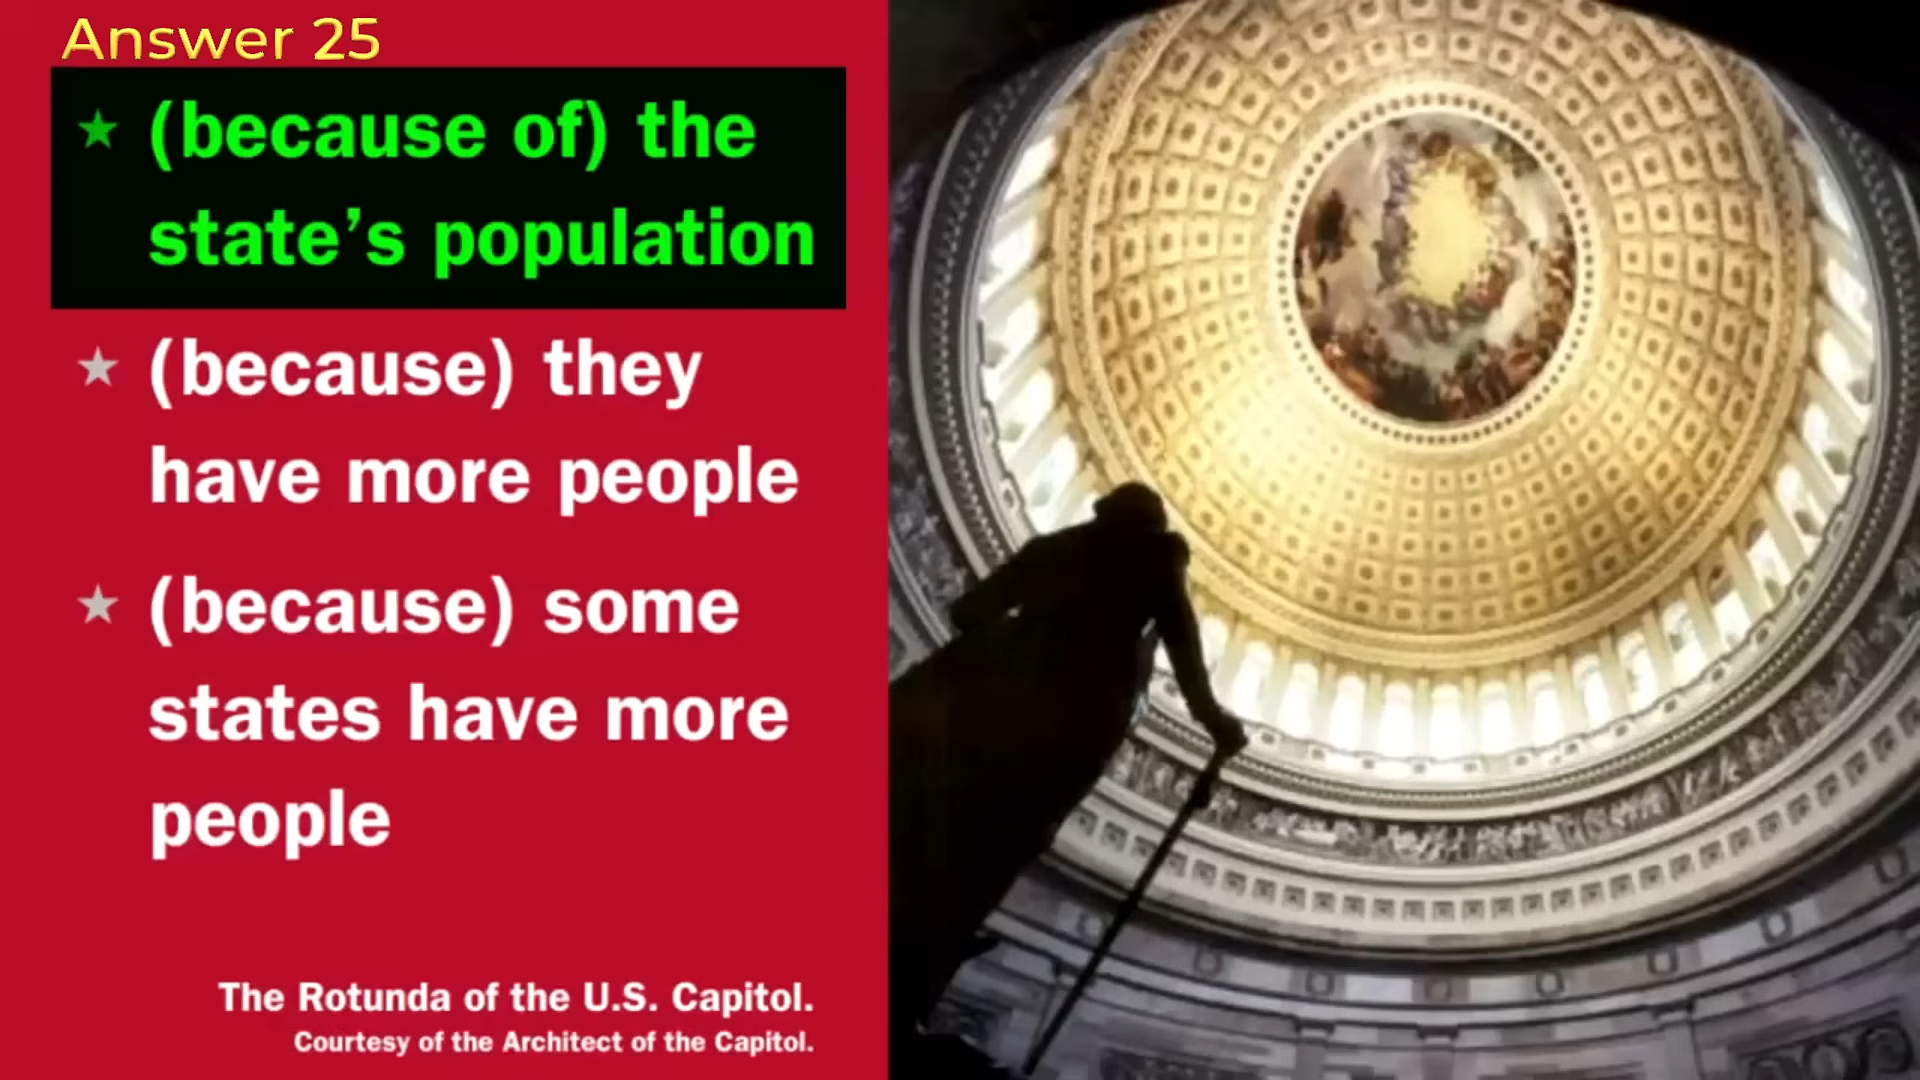 Answer 25
★ (because of) the
state’s population
★ (because) they
have more people
★ (because) some
states have more
people
The Rotunda of the U.S. Capitol.
Courtesy of the Architect of the Capitol.